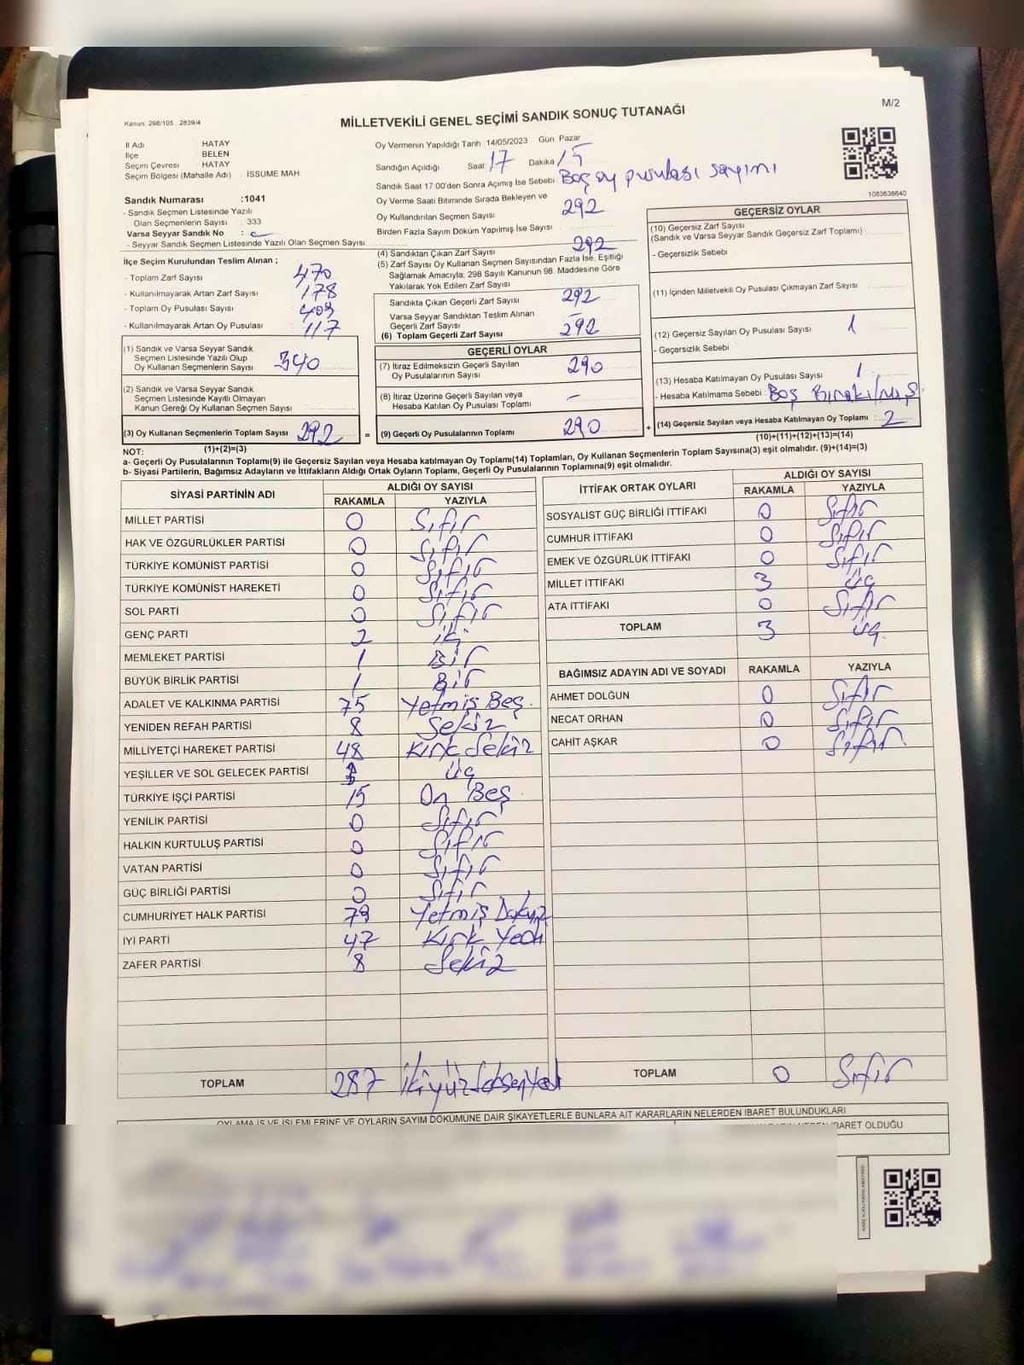 M/2
Kanun: 298/105 , 2839/4
MİLLETVEKİLİ GENEL SEÇİMİ SANDIK SONUÇ TUTANAĞI
İl Adı HATAY
İlçe BELEN
Seçim Çevresi HATAY
Seçim Bölgesi (Mahalle Adı) . ISSUME MAH
Sandık Numarası :1041
- Sandık Seçmen Listesinde Yazılı
Olan Seçmenlerin Sayısı : 333
Varsa Seyyar Sandık No :
- Seyyar Sandık Seçmen Listesinde Yazılı Olan Seçmen Sayısı
Oy Vermenin Yapıldığı Tarih 14/05/2023 Gün Pazar
Sandığın Açıldığı Saat 17 Dakika 15
Sandık Saat 17.00'den Sonra Açımış İse Sebebi Boş oy pusulası sayımı
Oy Verme Saati Bitiminde Sırada Bekleyen ve
Oy Kullandırılan Seçmen Sayısı 292
Birden Fazla Sayım Döküm Yapılmış İse Sayısı
1083636640
İlçe Seçim Kurulundan Teslim Alınan ;
- Toplam Zarf Sayısı 470
- Kullanılmayarak Artan Zarf Sayısı 178
- Toplam Oy Pusulası Sayısı 409
- Kullanılmayarak Artan Oy Pusulası 117
(1) Sandık ve Varsa Seyyar Sandık
Seçmen Listesinde Yazılı Olup
Oy Kullanan Seçmenlerin Sayısı 340
(2) Sandık ve Varsa Seyyar Sandık
Seçmen Listesinde Kayıtlı Olmayan
Kanun Gereği Oy Kullanan Seçmen Sayısı
(3) Oy Kullanan Seçmenlerin Toplam Sayısı 292 =
(1)+(2)=(3)
(4) Sandıktan Çıkan Zarf Sayısı 292
(5) Zarf Sayısı Oy Kullanan Seçmen Sayısından Fazla İse, Eşitliği
Sağlamak Amacıyla; 298 Sayılı Kanunun 98. Maddesine Göre
Yakılarak Yok Edilen Zarf Sayısı
Sandıkta Çıkan Geçerli Zarf Sayısı 292
Varsa Seyyar Sandıktan Teslim Alınan
Geçerli Zarf Sayısı –
(6) Toplam Geçerli Zarf Sayısı 292
GEÇERLİ OYLAR
(7) İtiraz Edilmeksizin Geçerli Sayılan
Oy Pusulalarının Sayısı 290
(8) İtiraz Üzerine Geçerli Sayılan veya
Hesaba Katılan Oy Pusulası Toplamı –
(9) Geçerli Oy Pusulalarının Toplamı 290 +
GEÇERSİZ OYLAR
(10) Geçersiz Zarf Sayısı
(Sandık ve Varsa Seyyar Sandık Geçersiz Zarf Toplamı)
- Geçersizlik Sebebi
(11) İçinden Milletvekili Oy Pusulası Çıkmayan Zarf Sayısı
(12) Geçersiz Sayılan Oy Pusulası Sayısı 1
- Geçersizlik Sebebi
(13) Hesaba Katılmayan Oy Pusulası Sayısı 1
- Hesaba Katılmama Sebebi : Boş Bırakılmış
(14) Geçersiz Sayılan veya Hesaba Katılmayan Oy Toplamı : 2
(10)+(11)+(12)+(13)=(14)
NOT:
a- Geçerli Oy Pusulalarının Toplamı(9) ile Geçersiz Sayılan veya Hesaba katılmayan Oy Toplamı(14) Toplamları, Oy Kullanan Seçmenlerin Toplam Sayısına(3) eşit olmalıdır. (9)+(14)=(3)
b- Siyasi Partilerin, Bağımsız Adayların ve İttifakların Aldığı Ortak Oyların Toplamı, Geçerli Oy Pusulalarının Toplamına(9) eşit olmalıdır.
SİYASİ PARTİNİN ADI ALDIĞI OY SAYISI
RAKAMLA YAZIYLA
MİLLET PARTİSİ 0 Sıfır
HAK VE ÖZGÜRLÜKLER PARTİSİ 0 Sıfır
TÜRKİYE KOMÜNİST PARTİSİ 0 Sıfır
TÜRKİYE KOMÜNİST HAREKETİ 0 Sıfır
SOL PARTİ 0 Sıfır
GENÇ PARTİ 2 İki
MEMLEKET PARTİSİ 1 Bir
BÜYÜK BİRLİK PARTİSİ 1 Bir
ADALET VE KALKINMA PARTİSİ 75 Yetmiş Beş
YENİDEN REFAH PARTİSİ 8 Sekiz
MİLLİYETÇİ HAREKET PARTİSİ 48 Kırk Sekiz
YEŞİLLER VE SOL GELECEK PARTİSİ Üç
TÜRKİYE İŞÇİ PARTİSİ 15 On Beş
YENİLİK PARTİSİ 0 Sıfır
HALKIN KURTULUŞ PARTİSİ 0 Sıfır
VATAN PARTİSİ 0 Sıfır
GÜÇ BİRLİĞİ PARTİSİ 0 Sıfır
CUMHURİYET HALK PARTİSİ 79 Yetmiş Dokuz
İYİ PARTİ 47 Kırk Yedi
ZAFER PARTİSİ 8 Sekiz
TOPLAM 287 İkiyüz Seksen Yedi
İTTİFAK ORTAK OYLARI ALDIĞI OY SAYISI
RAKAMLA YAZIYLA
SOSYALİST GÜÇ BİRLİĞİ İTTİFAKI 0 Sıfır
CUMHUR İTTİFAKI 0 Sıfır
EMEK VE ÖZGÜRLÜK İTTİFAKI 0 Sıfır
MİLLET İTTİFAKI 3 Üç
ATA İTTİFAKI 0 Sıfır
TOPLAM 3 Üç
BAĞIMSIZ ADAYIN ADI VE SOYADI RAKAMLA YAZIYLA
AHMET DOLĞUN 0 Sıfır
NECAT ORHAN 0 Sıfır
CAHİT AŞKAR 0 Sıfır
TOPLAM 0 Sıfır
OYLAMA İŞ VE İŞLEMLERİNE VE OYLARIN SAYIM DÖKÜMÜNE DAİR ŞİKAYETLERLE BUNLARA AİT KARARLARIN NELERDEN İBARET BULUNDUKLARI
İBARET OLDUĞU